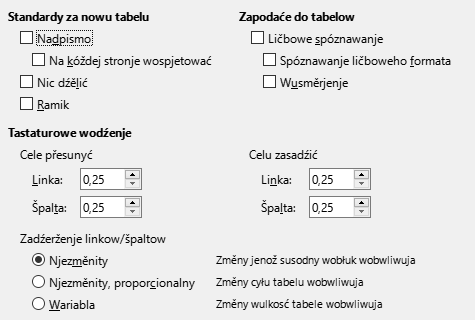 Standardy za nowu tabelu
Zapodaće do tabelow
Nadpismo
Ličbowe spóznawanje
Na kóždej stronje wospjetować
Spóznawanje ličboweho formata
Nic dźělić
Wusměrjenje
Ramik
Tastaturowe wodźenje
Cele přesunyć
Celu zasadźić
Linka: 0,25
Linka: 0,25
Špalta: 0,25
Špalta: 0,25
Zadźerženje linkow/špaltow
Njezměnity
Změny jenož susodny wobłuk wobwliwuja
Njezměnity, proporcionalny
Změny cyłu tabelu wobwliwuja
Wariabla
Změny wulkosć tabele wobwliwuja